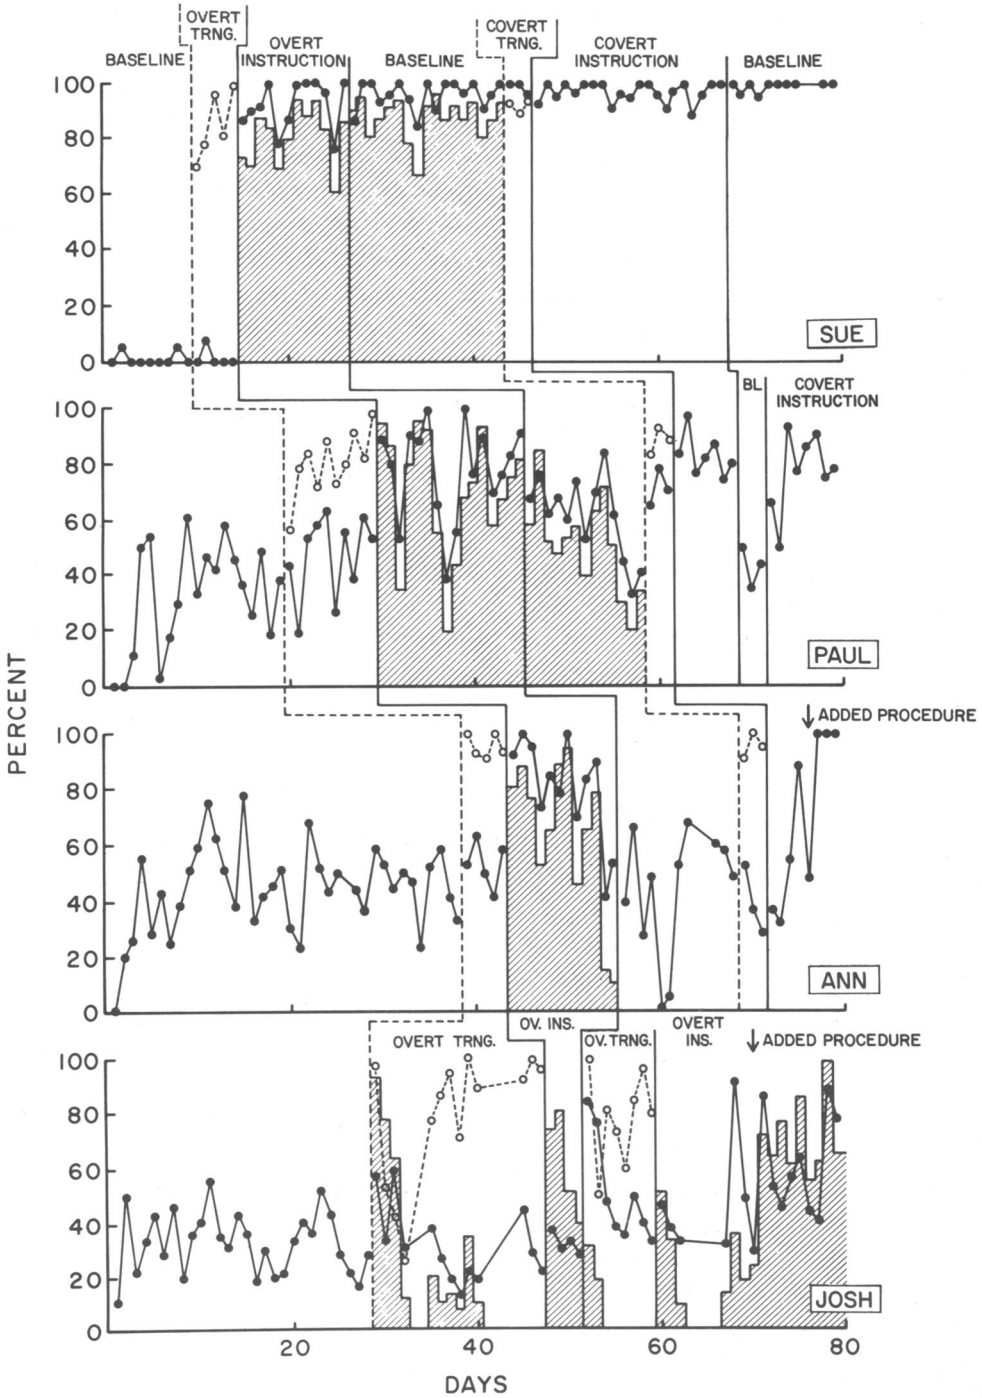 OVERT
TRNG.
COVERT
TRNG.
BASELINE
OVERT
INSTRUCTION
BASELINE
COVERT
INSTRUCTION
BASELINE
100
80
60
40
20
0
SUE
BL
COVERT
INSTRUCTION
100
80
60
40
20
0
PAUL
PERCENT
ADDED PROCEDURE
100
80
60
40
20
0
ANN
OVERT TRNG.
OV. INS.
OV. TRNG.
OVERT
INS.
ADDED PROCEDURE
100
80
60
40
20
0
JOSH
20
40
60
80
DAYS